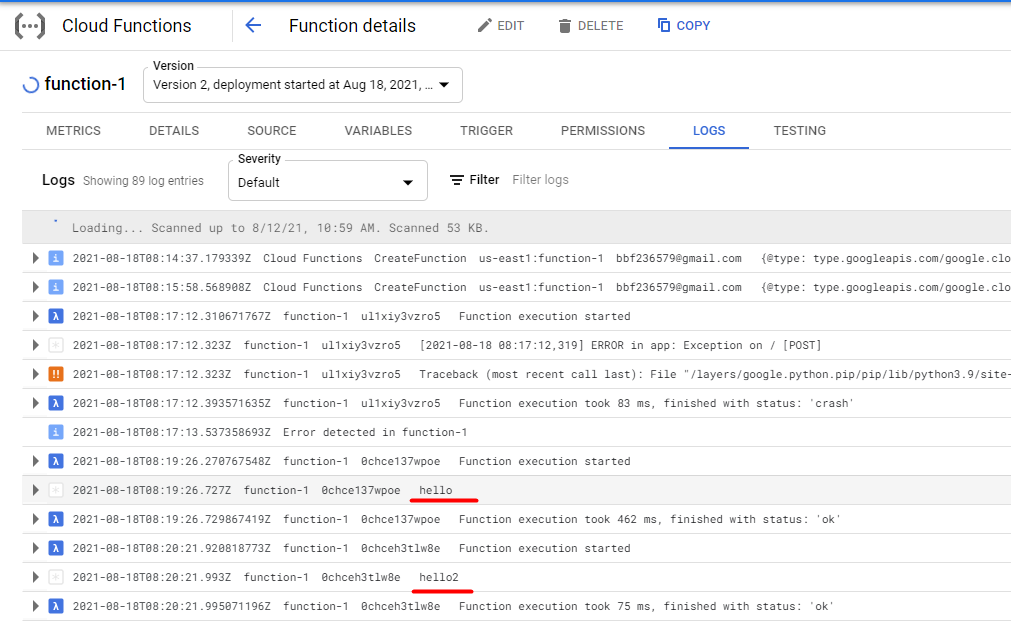 Cloud Functions
Function details
EDIT
DELETE
COPY
function-1
Version
Version 2, deployment started at Aug 18, 2021, ...
METRICS DETAILS SOURCE VARIABLES TRIGGER PERMISSIONS LOGS TESTING
Logs Showing 89 log entries
Severity
Default
Filter Filter logs
Loading... Scanned up to 8/12/21, 10:59 AM. Scanned 53 KB.
i 2021-08-18T08:14:37.179339Z Cloud Functions CreateFunction us-east1:function-1 bbf236579@gmail.com {@type: type.googleapis.com/google.clo
i 2021-08-18T08:15:58.568908Z Cloud Functions CreateFunction us-east1:function-1 bbf236579@gmail.com {@type: type.googleapis.com/google.clo
λ 2021-08-18T08:17:12.310671767Z function-1 ul1xiy3vzro5 Function execution started
* 2021-08-18T08:17:12.323Z function-1 ul1xiy3vzro5 [2021-08-18 08:17:12,319] ERROR in app: Exception on / [POST]
!! 2021-08-18T08:17:12.323Z function-1 ul1xiy3vzro5 Traceback (most recent call last): File "/layers/google.python.pip/pip/lib/python3.9/site-
λ 2021-08-18T08:17:12.393571635Z function-1 ul1xiy3vzro5 Function execution took 83 ms, finished with status: 'crash'
i 2021-08-18T08:17:13.537358693Z Error detected in function-1
λ 2021-08-18T08:19:26.270767548Z function-1 0chce137wpoe Function execution started
* 2021-08-18T08:19:26.727Z function-1 0chce137wpoe hello
λ 2021-08-18T08:19:26.729867419Z function-1 0chce137wpoe Function execution took 462 ms, finished with status: 'ok'
λ 2021-08-18T08:20:21.920818773Z function-1 0chceh3tlw8e Function execution started
* 2021-08-18T08:20:21.993Z function-1 0chceh3tlw8e hello2
λ 2021-08-18T08:20:21.995071196Z function-1 0chceh3tlw8e Function execution took 75 ms, finished with status: 'ok'